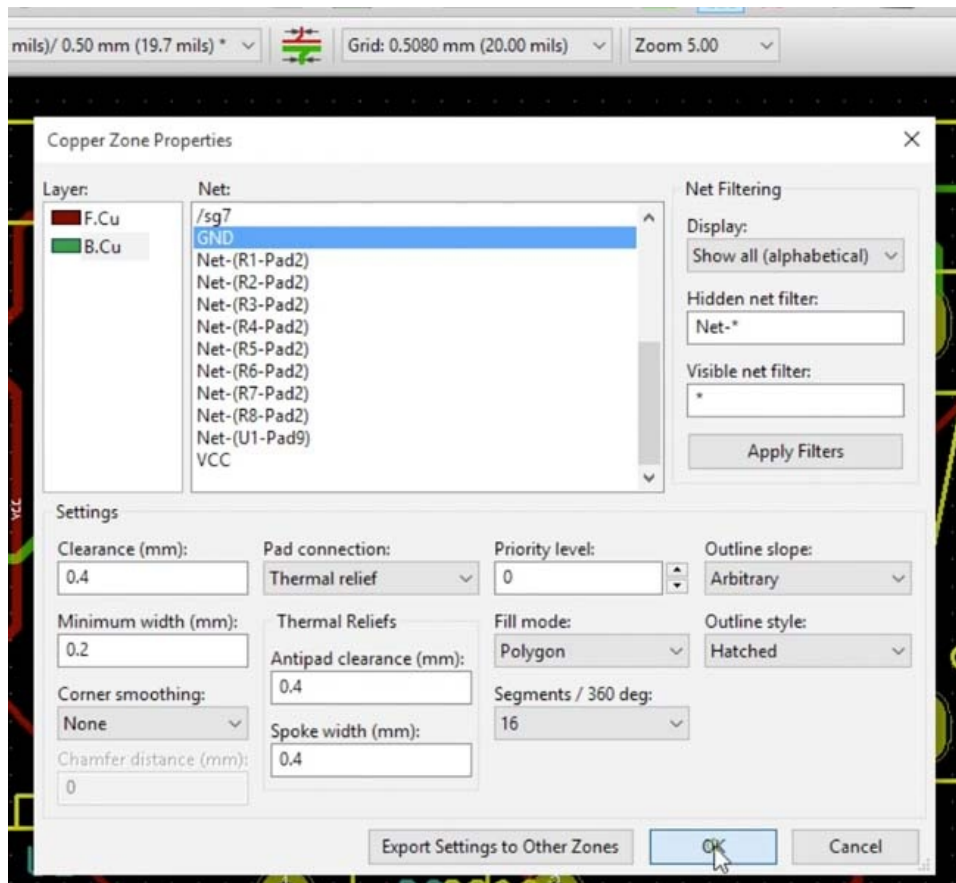 mils)/ 0.50 mm (19.7 mils) *
Grid: 0.5080 mm (20.00 mils)
Zoom 5.00
Copper Zone Properties
Layer:
F.Cu
B.Cu
Net:
/sg7
GND
Net-(R1-Pad2)
Net-(R2-Pad2)
Net-(R3-Pad2)
Net-(R4-Pad2)
Net-(R5-Pad2)
Net-(R6-Pad2)
Net-(R7-Pad2)
Net-(R8-Pad2)
Net-(U1-Pad9)
VCC
Net Filtering
Display:
Show all (alphabetical)
Hidden net filter:
Net-*
Visible net filter:
*
Apply Filters
VCC
Settings
Clearance (mm):
0.4
Minimum width (mm):
0.2
Corner smoothing:
None
Chamfer distance (mm):
0
Pad connection:
Thermal relief
Thermal Reliefs
Antipad clearance (mm):
0.4
Spoke width (mm):
0.4
Priority level:
0
Fill mode:
Polygon
Segments / 360 deg:
16
Outline slope:
Arbitrary
Outline style:
Hatched
Export Settings to Other Zones
OK
Cancel